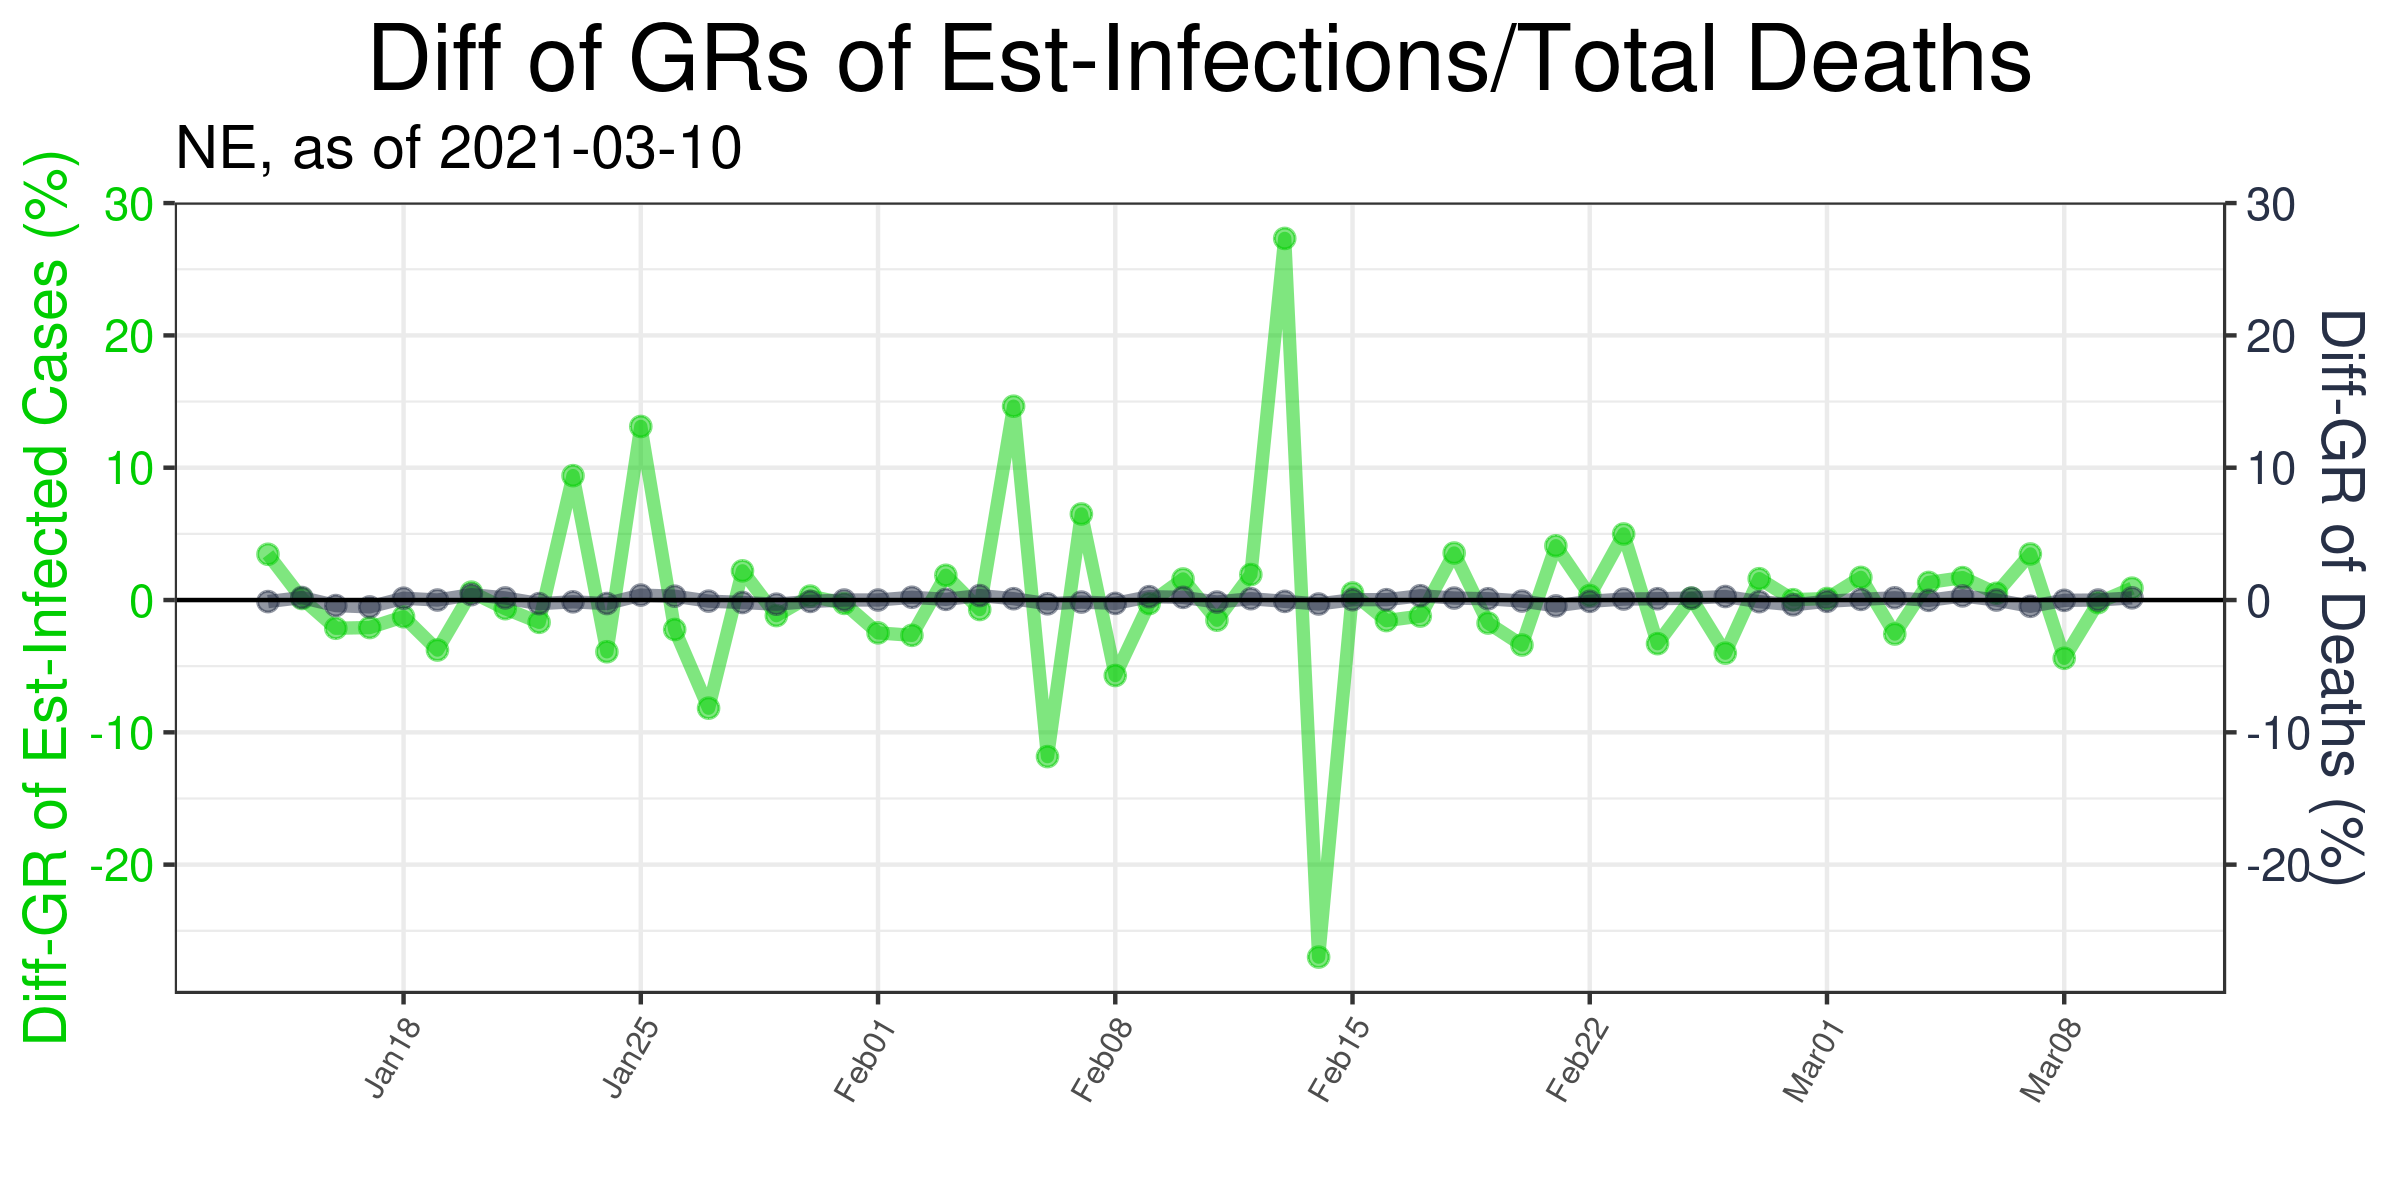 Diff of GRs of Est-Infections/Total Deaths
NE, as of 2021-03-10
Diff-GR of Est-Infected Cases (%)
30
20
10
0
-10
-20
30
20
10
0
-10
-20
Diff-GR of Deaths (%)
Jan18
Jan25
Feb01
Feb08
Feb15
Feb22
Mar01
Mar08